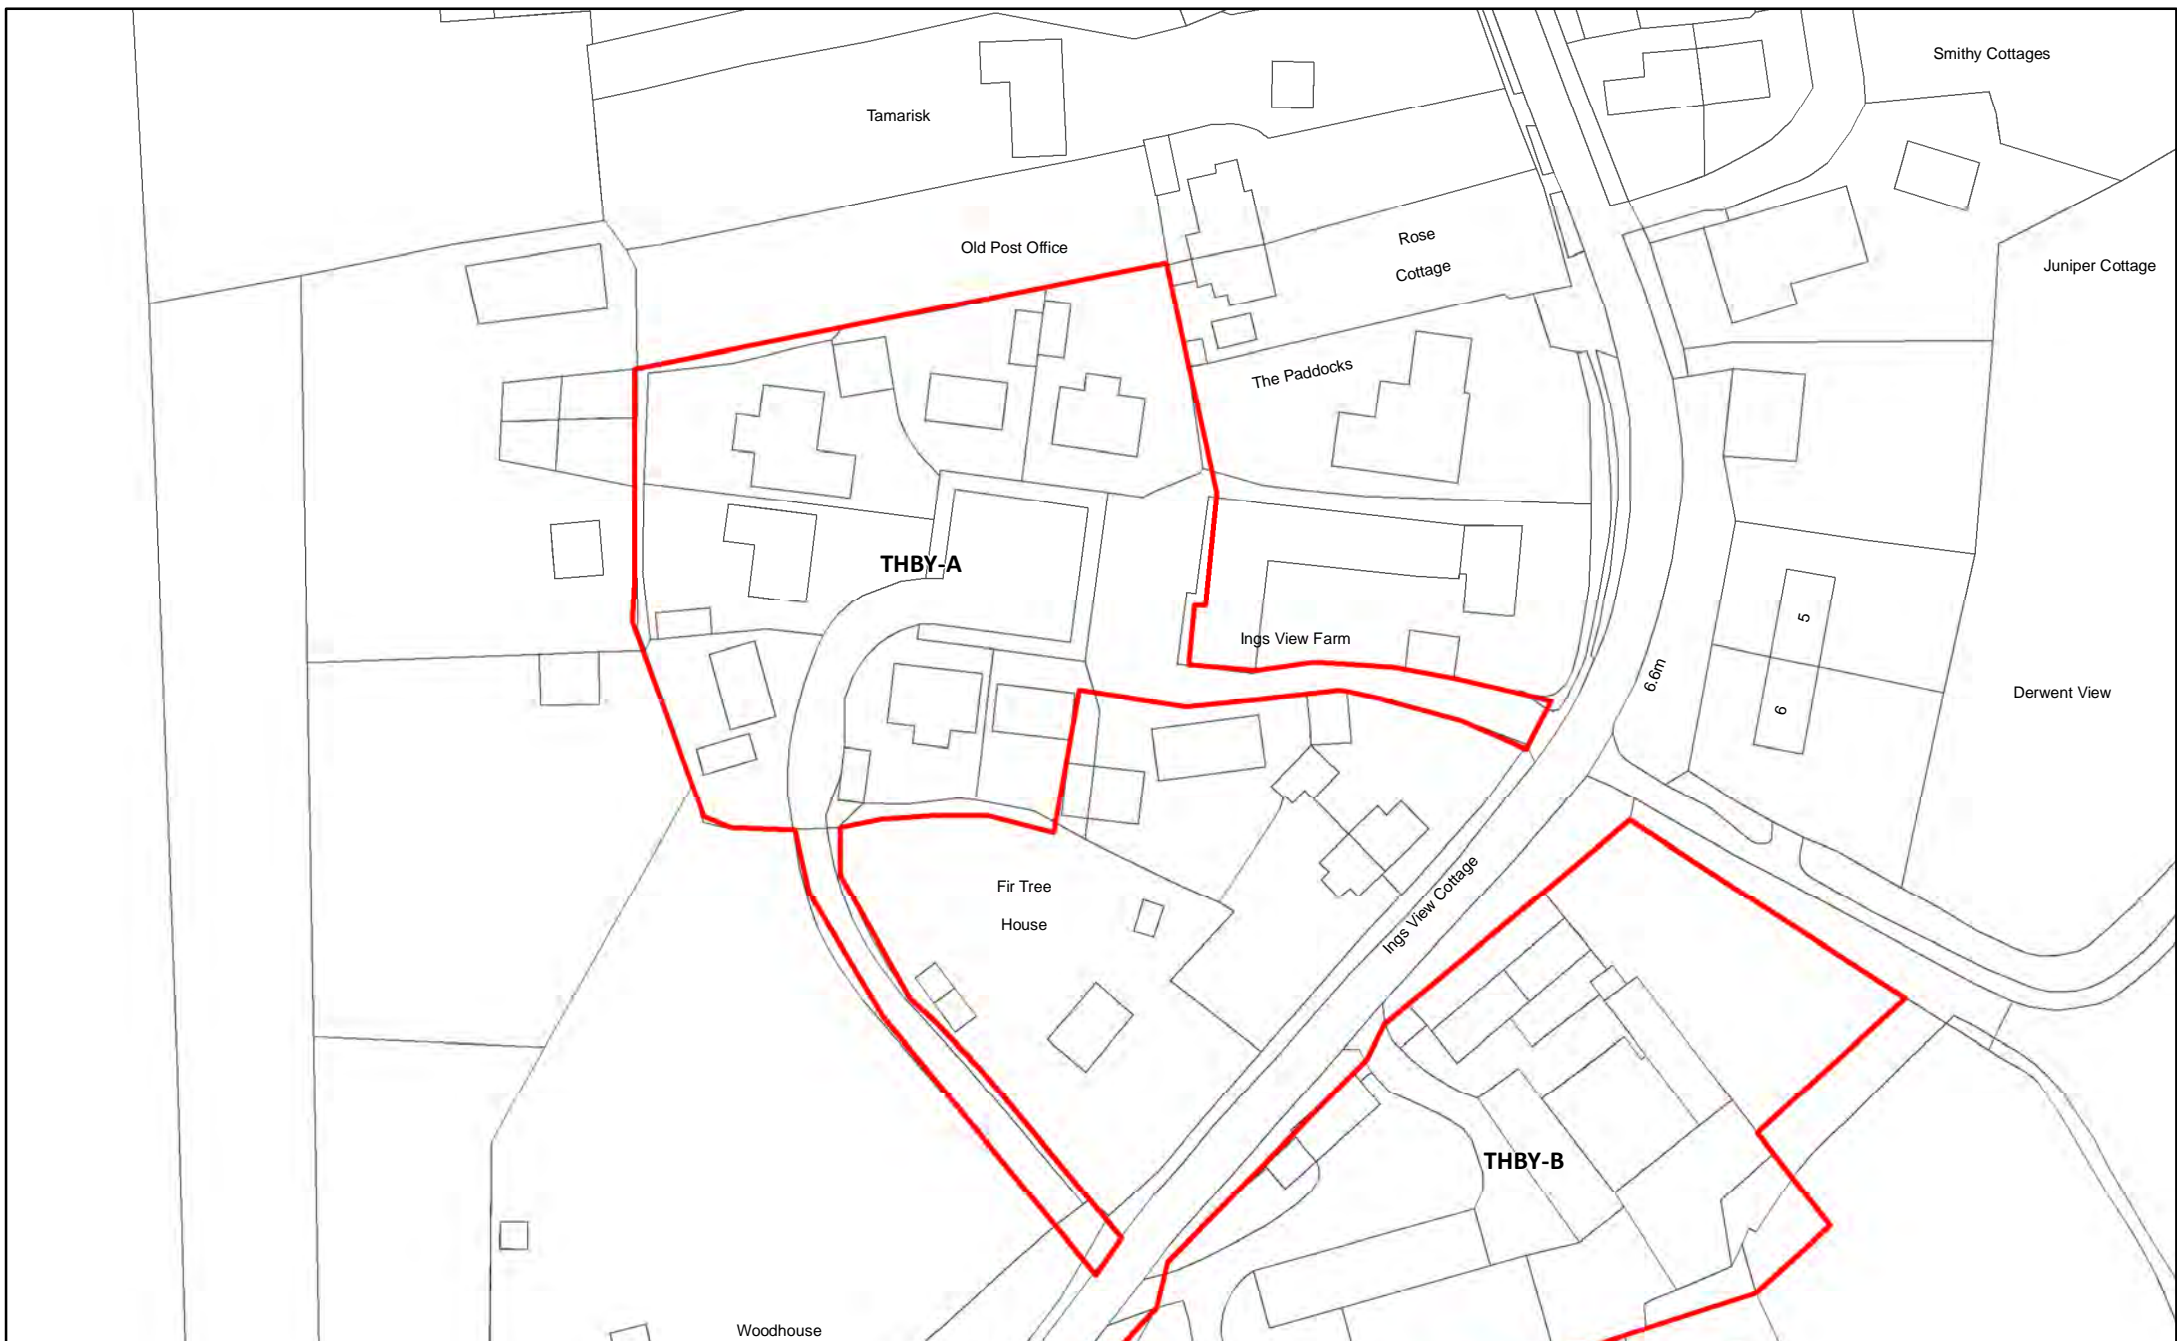 Smithy Cottages
Tamarisk
Old Post Office
Rose
Cottage
Juniper Cottage
The Paddocks
THBY-A
Ings View Farm
5
6
6.6m
Derwent View
Fir Tree
House
Ings View Cottage
THBY-B
Woodhouse